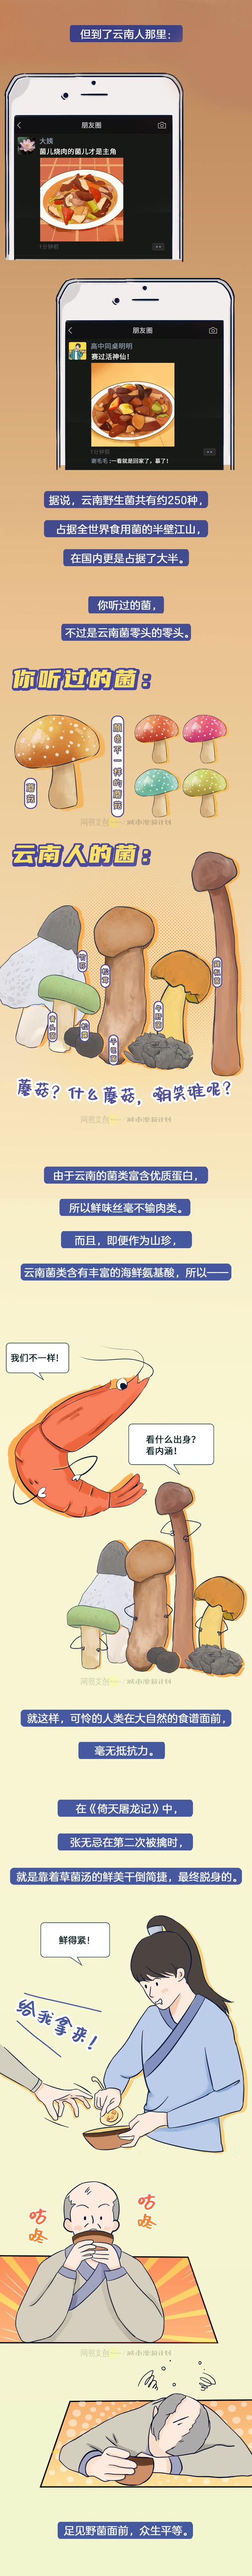 但到了云南人那里：
朋友圈
大姨
菌儿烧肉的菌儿才是主角
1分钟前
朋友圈
高中同桌明明
赛过活神仙！
1分钟前
谢毛毛：一看就是回家了，慕了！
据说，云南野生菌共有约250种，
占据全世界食用菌的半壁江山，
在国内更是占据了大半。
你听过的菌，
不过是云南菌零头的零头。
你听过的菌：
蘑菇
颜色不一样的蘑菇
网易文创 城市漫游计划
云南人的菌：
青头菌
松茸
牛肝菌
蘑菇？什么蘑菇，嘲笑谁呢？
网易文创 城市漫游计划
由于云南的菌类富含优质蛋白，
所以鲜味丝毫不输肉类。
而且，即便作为山珍，
云南菌类含有丰富的海鲜氨基酸，所以——
我们不一样！
看什么出身？
看内涵！
网易文创 城市漫游计划
就这样，可怜的人类在大自然的食谱面前，
毫无抵抗力。
在《倚天屠龙记》中，
张无忌在第二次被擒时，
就是靠着草菌汤的鲜美干倒简捷，最终脱身的。
鲜得紧！
给我拿来！
咕咚
咕咚
网易文创 城市漫游计划
足见野菌面前，众生平等。